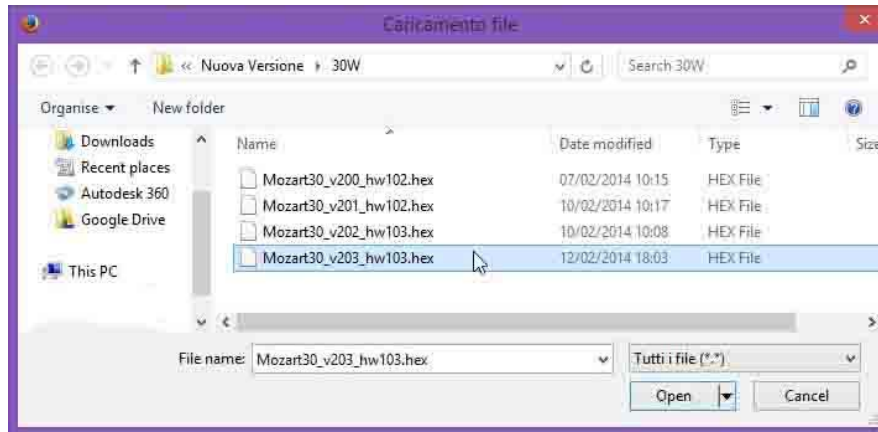 Caricamento file
« Nuova Versione 30W
Search 30W
Organise New folder
Downloads
Recent places
Autodesk 360
Google Drive
This PC
Name Date modified Type Size
Mozart30_v200_hw102.hex 07/02/2014 10:15 HEX File
Mozart30_v201_hw102.hex 10/02/2014 10:17 HEX File
Mozart30_v202_hw103.hex 10/02/2014 10:08 HEX File
Mozart30_v203_hw103.hex 12/02/2014 18:03 HEX File
File name: Mozart30_v203_hw103.hex Tutti i file (*.*)
Open Cancel